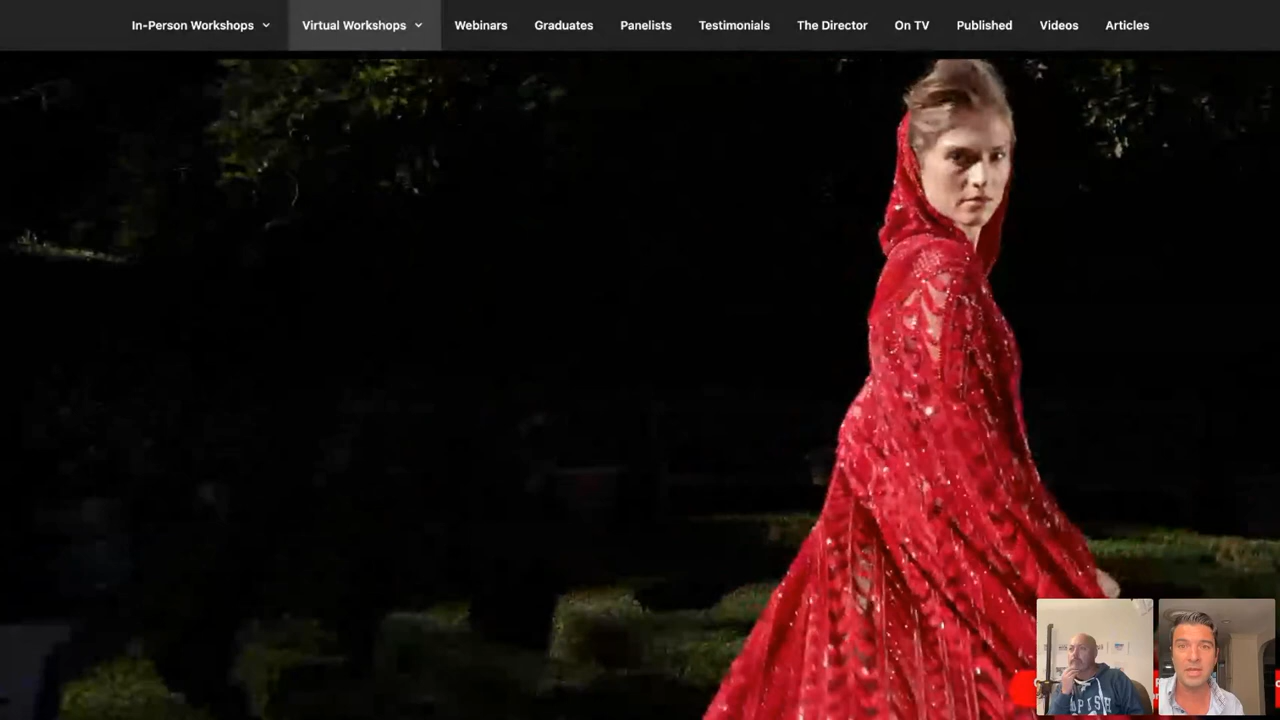 In-Person Workshops
Virtual Workshops
Webinars
Graduates
Panelists
Testimonials
The Director
On TV
Published
Videos
Articles